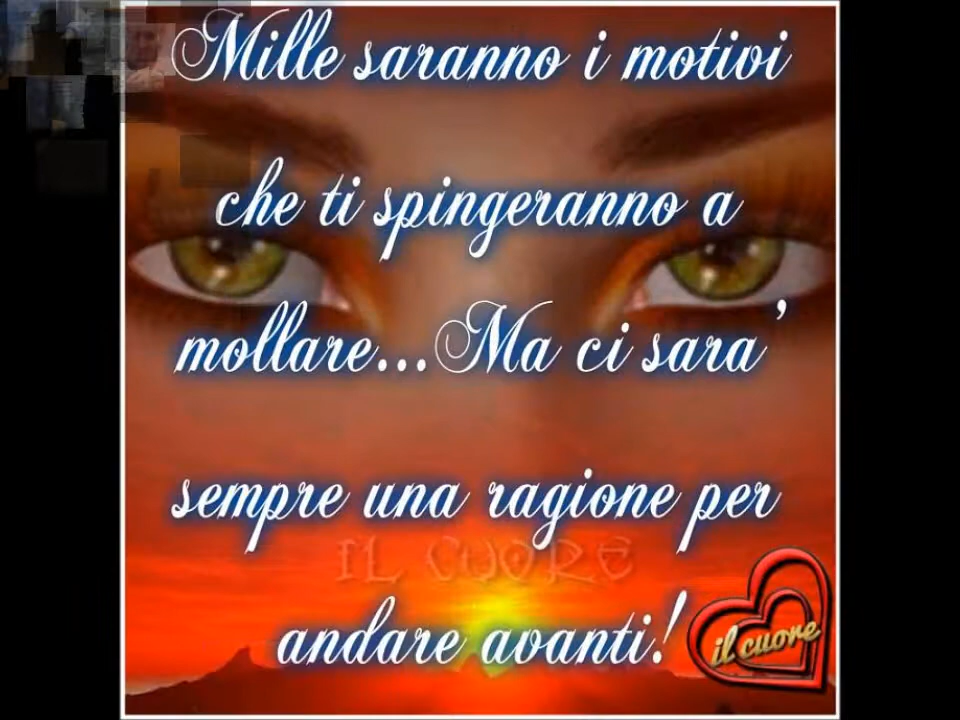 Mille saranno i motivi
che ti spingeranno a
mollare...Ma ci sara'
sempre una ragione per
IL CUORE
andare avanti!
il cuore